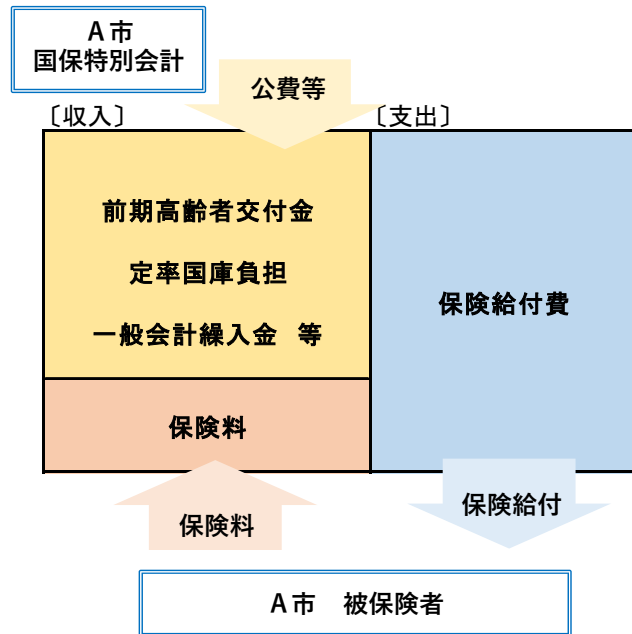 A市
国保特別会計
公費等
〔収入〕
〔支出〕
前期高齢者交付金
定率国庫負担
一般会計繰入金 等
保険給付費
保険料
保険料
保険給付
A市 被保険者